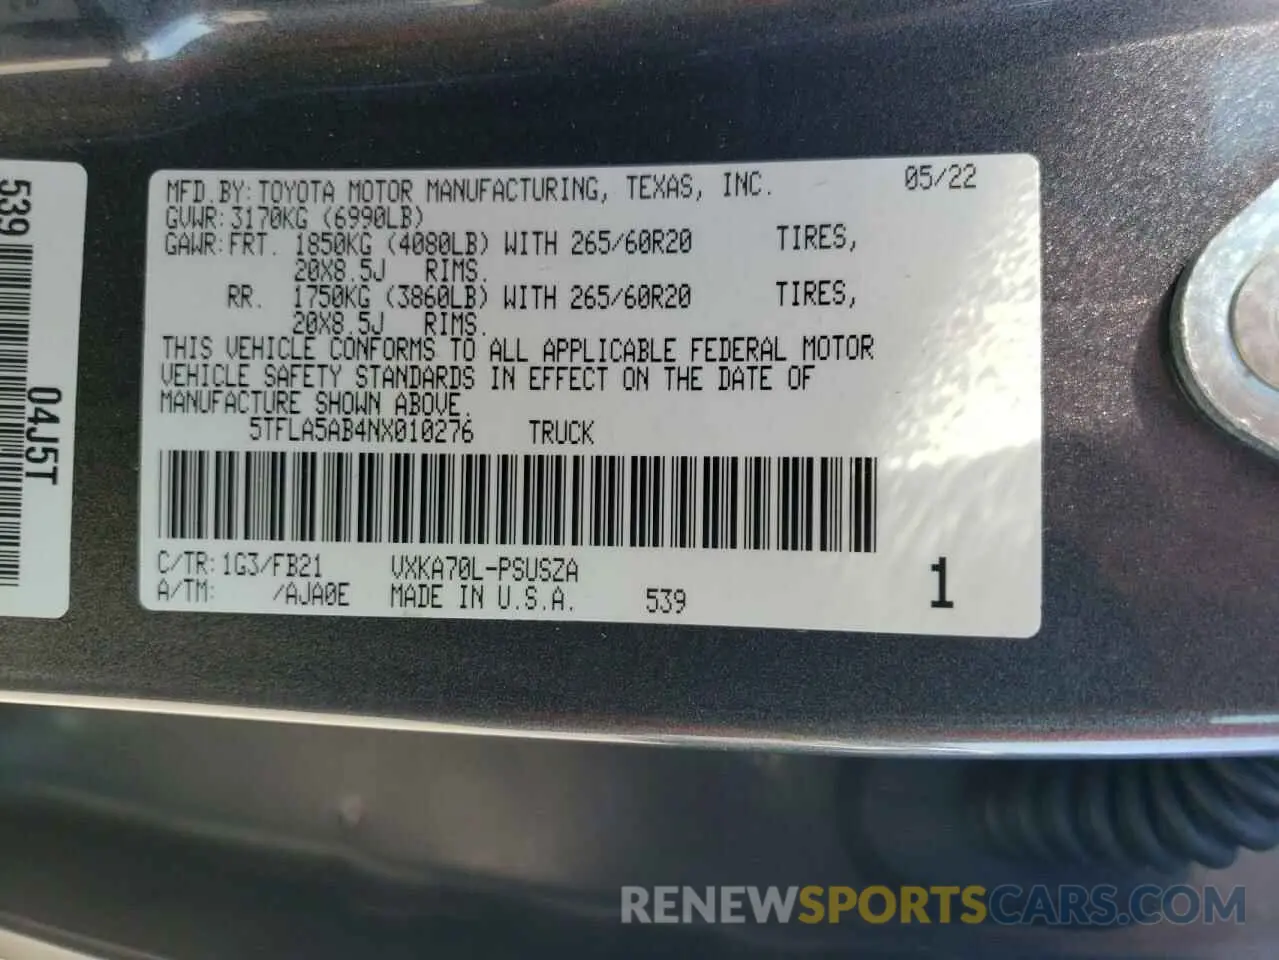 MFD.BY: TOYOTA MOTOR MANUFACTURING, TEXAS, INC. 05/22
GVWR: 3170KG (6990LB)
GAWR: FRT. 1850KG (4080LB) WITH 265/60R20 TIRES,
20X8.5J RIMS.
RR. 1750KG (3860LB) WITH 265/60R20 TIRES,
20X8.5J RIMS.
THIS VEHICLE CONFORMS TO ALL APPLICABLE FEDERAL MOTOR
VEHICLE SAFETY STANDARDS IN EFFECT ON THE DATE OF
MANUFACTURE SHOWN ABOVE.
5TFLA5AB4NX010276 TRUCK
C/TR: 1G3/FB21 VXKA70L-PSUSZA
A/TM: /AJA0E MADE IN U.S.A. 539
1
539
04J5T
RENEWSPORTSCARS.COM